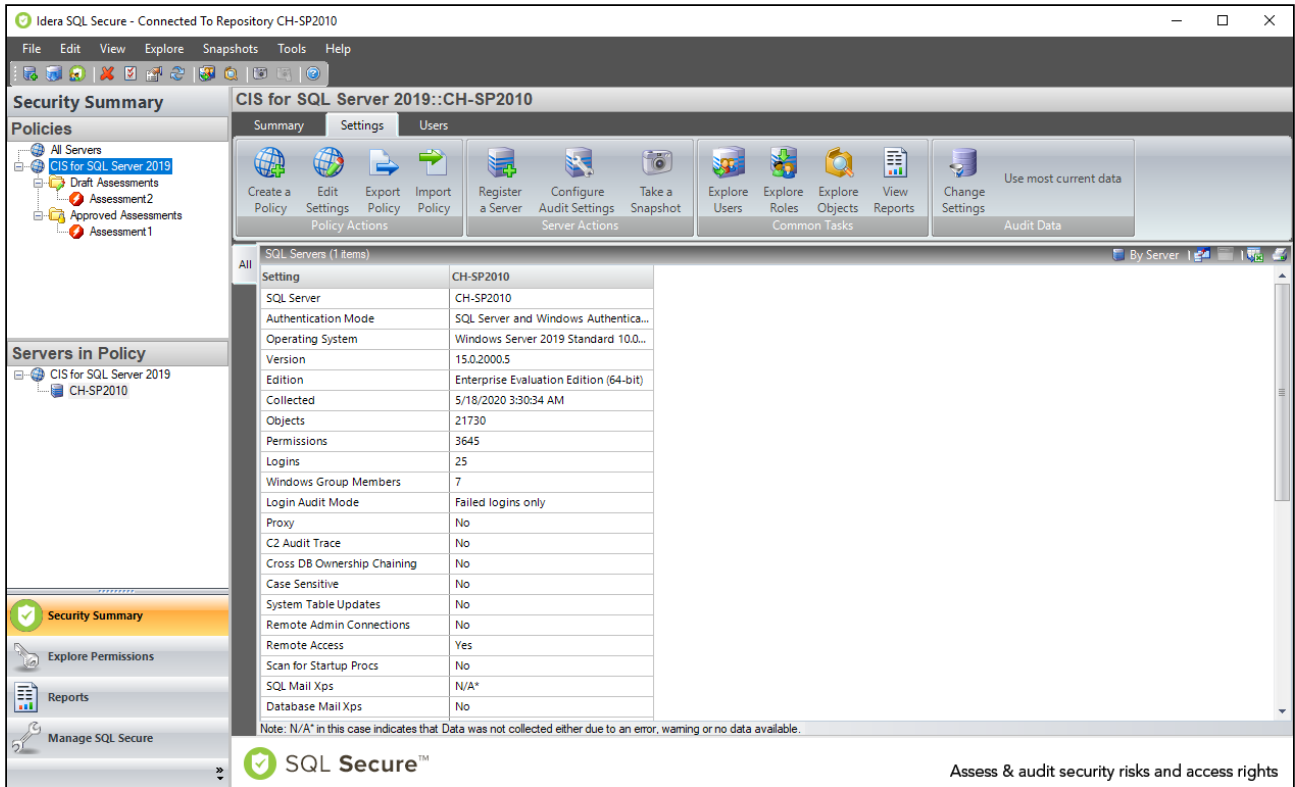 Idera SQL Secure - Connected To Repository CH-SP2010
File Edit View Explore Snapshots Tools Help
Security Summary
Policies
All Servers
CIS for SQL Server 2019
Draft Assessments
Assessment2
Approved Assessments
Assessment1
Servers in Policy
CIS for SQL Server 2019
CH-SP2010
Security Summary
Explore Permissions
Reports
Manage SQL Secure
CIS for SQL Server 2019::CH-SP2010
Summary Settings Users
Create a Policy
Edit Settings
Export Policy
Import Policy
Policy Actions
Register a Server
Configure Audit Settings
Take a Snapshot
Server Actions
Explore Users
Explore Roles
Explore Objects
View Reports
Common Tasks
Change Settings
Use most current data
Audit Data
All
SQL Servers (1 items) By Server
Setting CH-SP2010
SQL Server CH-SP2010
Authentication Mode SQL Server and Windows Authentica...
Operating System Windows Server 2019 Standard 10.0...
Version 15.0.2000.5
Edition Enterprise Evaluation Edition (64-bit)
Collected 5/18/2020 3:30:34 AM
Objects 21730
Permissions 3645
Logins 25
Windows Group Members 7
Login Audit Mode Failed logins only
Proxy No
C2 Audit Trace No
Cross DB Ownership Chaining No
Case Sensitive No
System Table Updates No
Remote Admin Connections No
Remote Access Yes
Scan for Startup Procs No
SQL Mail Xps N/A*
Database Mail Xps No
Note: N/A* in this case indicates that Data was not collected either due to an error, warning or no data available.
SQL Secure™
Assess & audit security risks and access rights